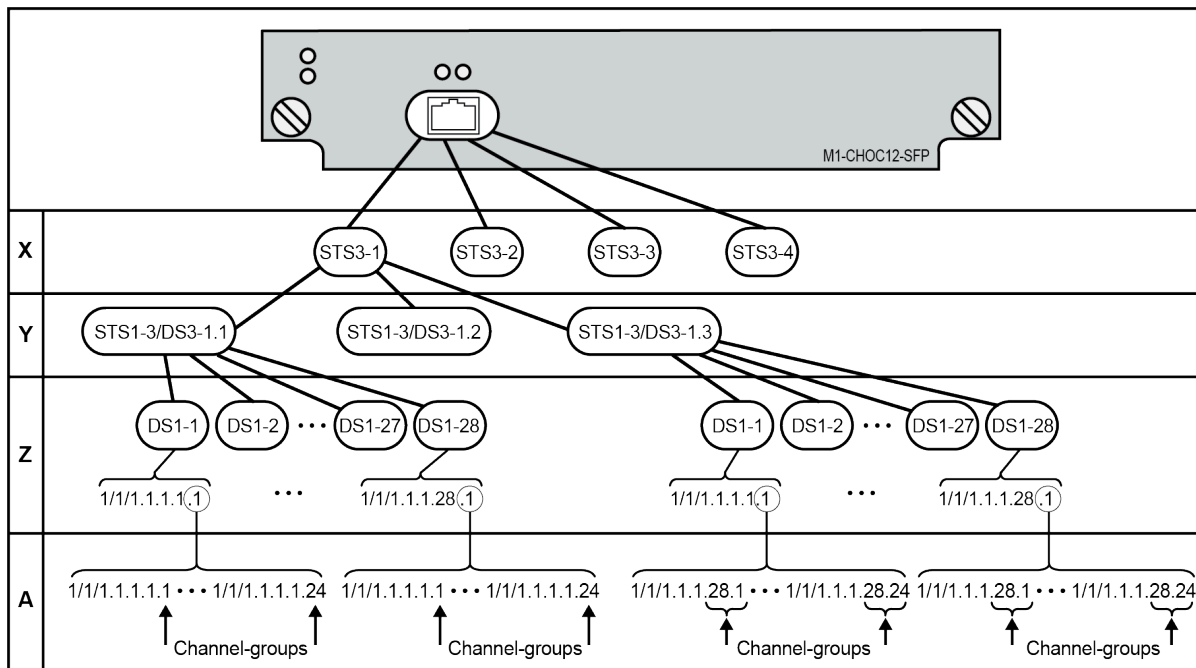 M1-CHOC12-SFP
X
STS3-1 STS3-2 STS3-3 STS3-4
Y
STS1-3/DS3-1.1 STS1-3/DS3-1.2 STS1-3/DS3-1.3
Z
DS1-1 DS1-2 ••• DS1-27 DS1-28 DS1-1 DS1-2 ••• DS1-27 DS1-28
1/1/1.1.1.1.1 ••• 1/1/1.1.1.28.1 1/1/1.1.1.1.1 ••• 1/1/1.1.1.28.1
A
1/1/1.1.1.1.1.1 ••• 1/1/1.1.1.1.24 1/1/1.1.1.1.1 ••• 1/1/1.1.1.1.24 1/1/1.1.1.28.1 ••• 1/1/1.1.1.28.24 1/1/1.1.1.28.1 ••• 1/1/1.1.1.28.24
Channel-groups Channel-groups Channel-groups Channel-groups